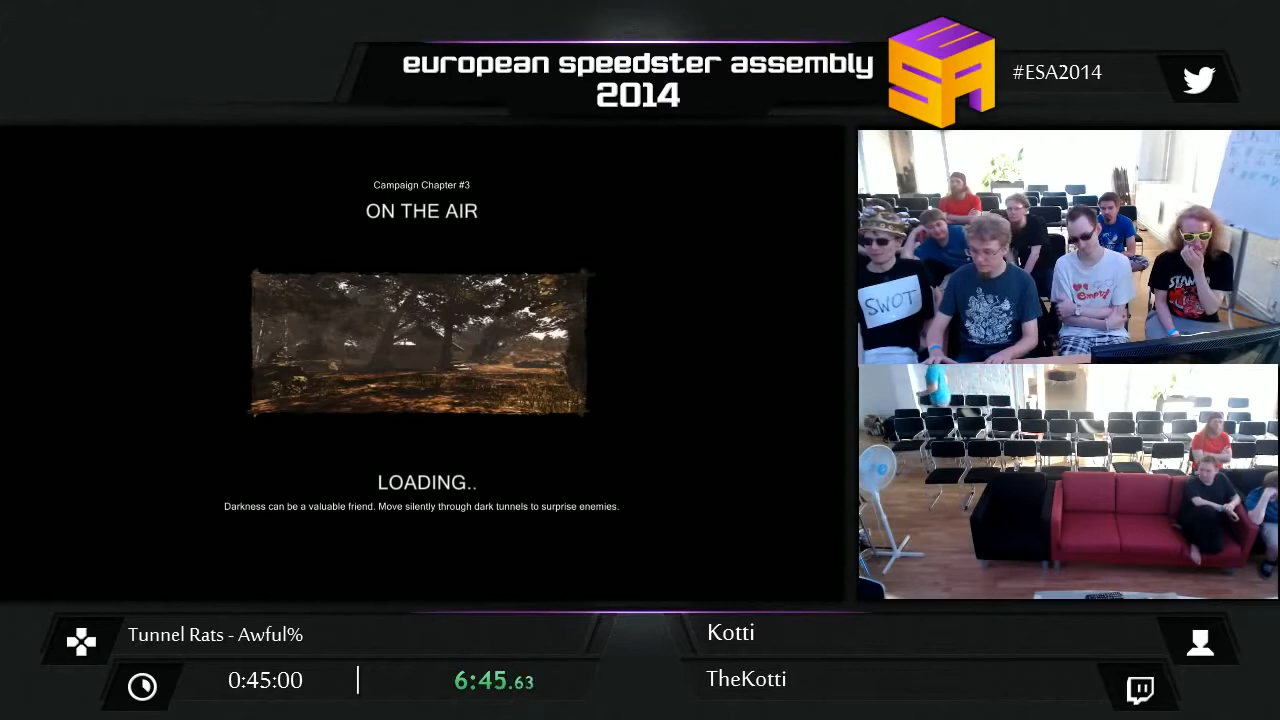 european speedster assembly
2014
#ESA2014
Campaign Chapter #3
ON THE AIR
LOADING..
Darkness can be a valuable friend. Move silently through dark tunnels to surprise enemies.
SWOT
Tunnel Rats - Awful%
0:45:00
6:45.63
Kotti
TheKotti